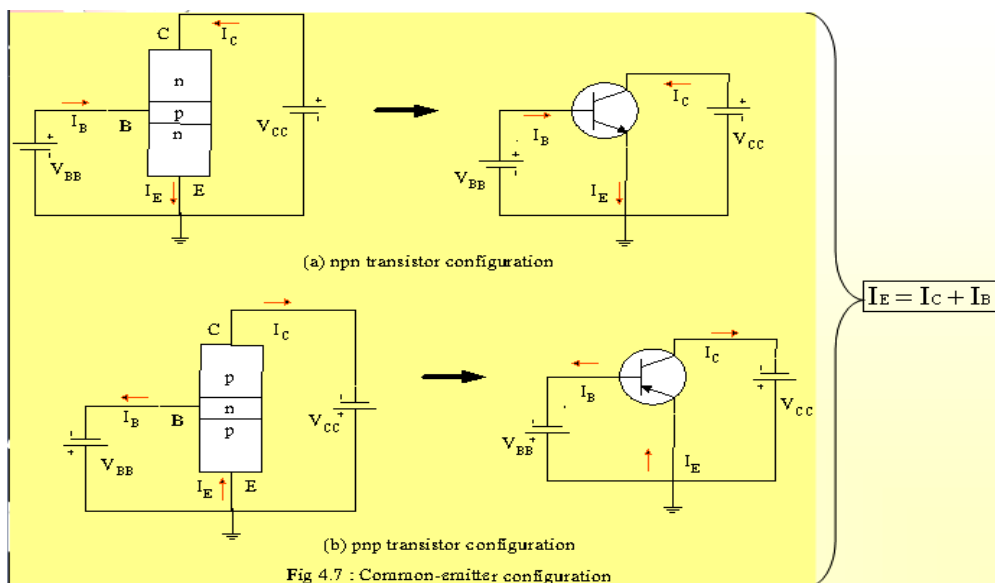 C
I_C
n
p
n
I_B
B
V_CC
V_BB
I_E
E
I_B
I_C
V_BB
V_CC
I_E
(a) npn transistor configuration
I_E = I_C + I_B
C
I_C
p
n
p
I_B
B
V_CC
V_BB
I_E
E
I_C
I_B
V_CC
V_BB
I_E
(b) pnp transistor configuration
Fig 4.7 : Common-emitter configuration